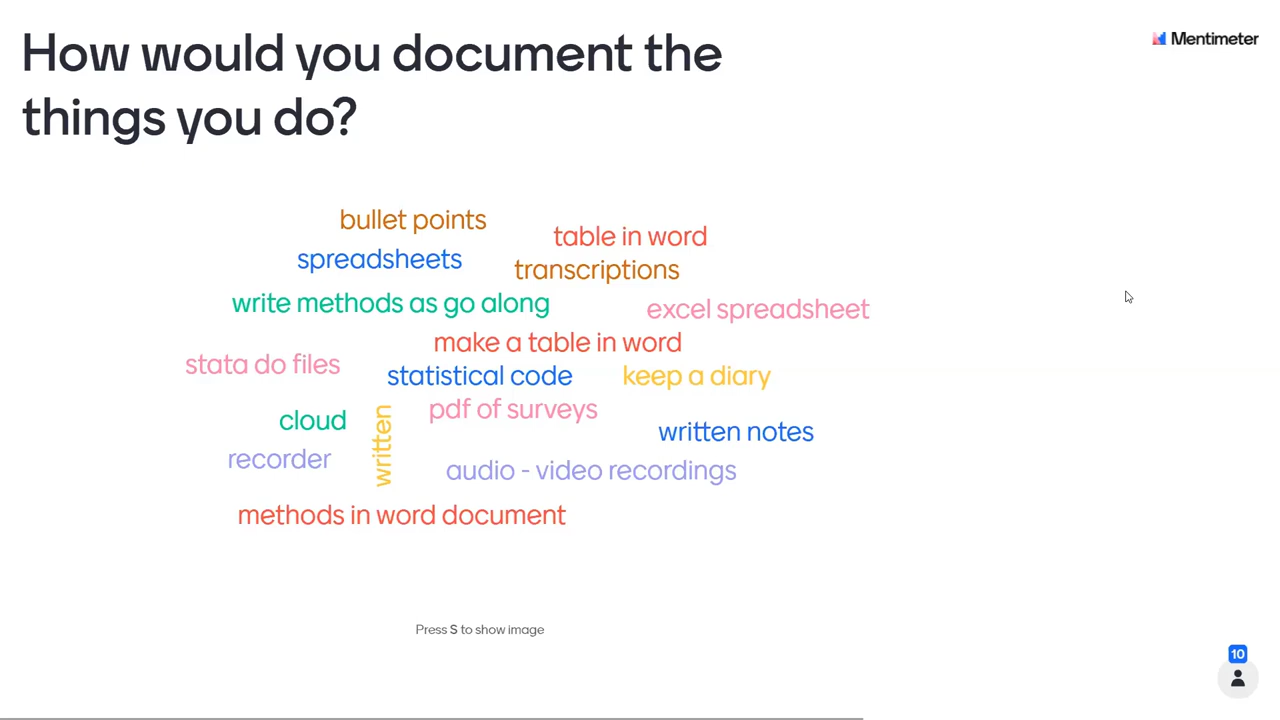 How would you document the
things you do?
Mentimeter
bullet points
table in word
spreadsheets
transcriptions
write methods as go along
excel spreadsheet
make a table in word
stata do files
statistical code
keep a diary
pdf of surveys
cloud
written
written notes
recorder
audio - video recordings
methods in word document
Press S to show image
10